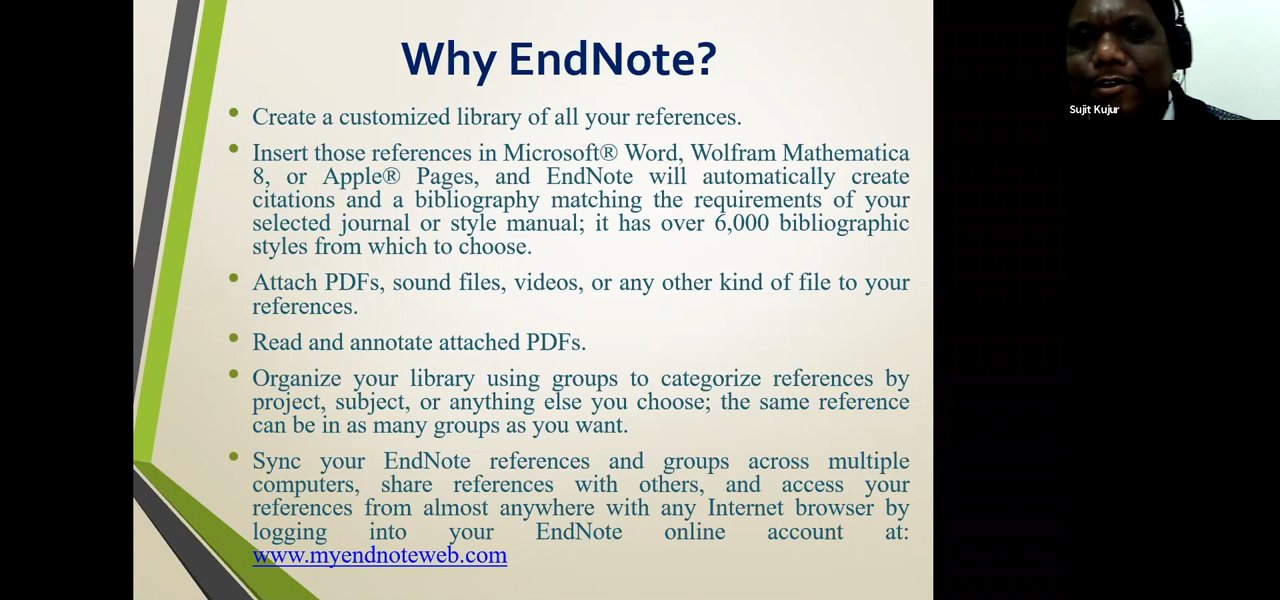 Why EndNote?
Create a customized library of all your references.
Insert those references in Microsoft® Word, Wolfram Mathematica
8, or Apple® Pages, and EndNote will automatically create
citations and a bibliography matching the requirements of your
selected journal or style manual; it has over 6,000 bibliographic
styles from which to choose.
Attach PDFs, sound files, videos, or any other kind of file to your
references.
Read and annotate attached PDFs.
Organize your library using groups to categorize references by
project, subject, or anything else you choose; the same reference
can be in as many groups as you want.
Sync your EndNote references and groups across multiple
computers, share references with others, and access your
references from almost anywhere with any Internet browser by
logging into your EndNote online account at:
www.myendnoteweb.com
Sujit Kujur